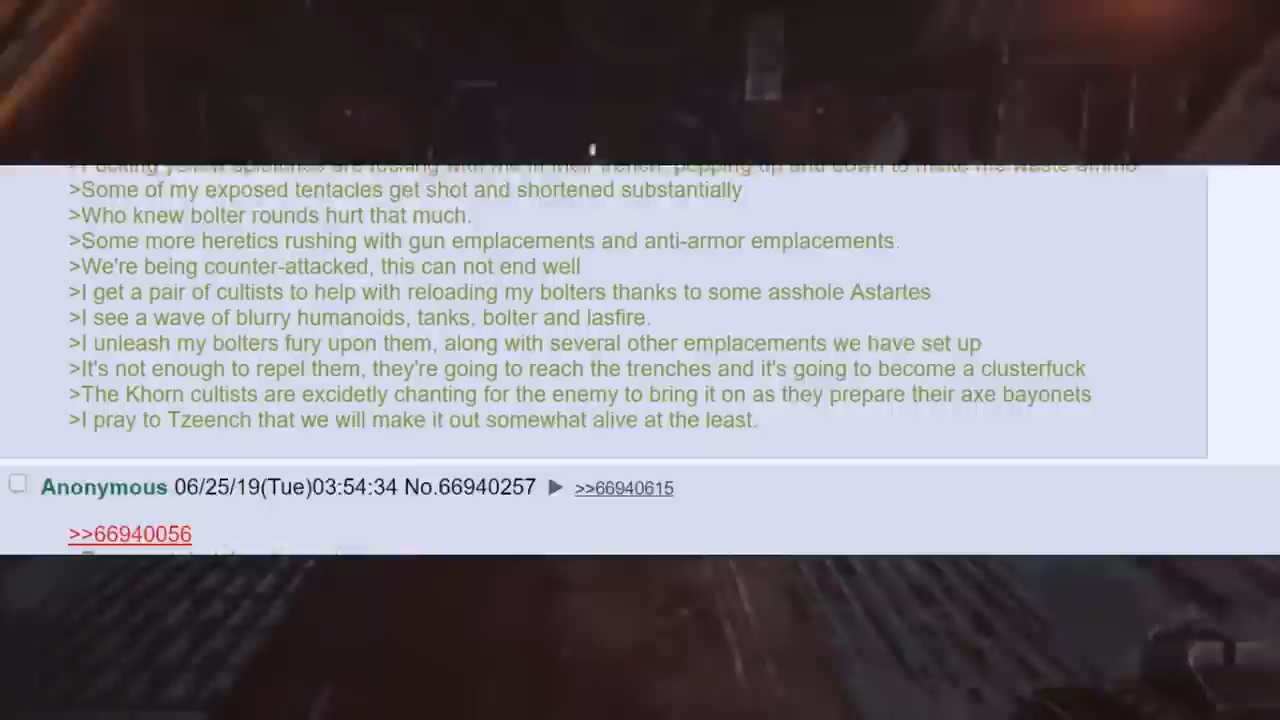 >Some of my exposed tentacles get shot and shortened substantially
>Who knew bolter rounds hurt that much.
>Some more heretics rushing with gun emplacements and anti-armor emplacements.
>We're being counter-attacked, this can not end well
>I get a pair of cultists to help with reloading my bolters thanks to some asshole Astartes
>I see a wave of blurry humanoids, tanks, bolter and lasfire.
>I unleash my bolters fury upon them, along with several other emplacements we have set up
>It's not enough to repel them, they're going to reach the trenches and it's going to become a clusterfuck
>The Khorn cultists are excidetly chanting for the enemy to bring it on as they prepare their axe bayonets
>I pray to Tzeench that we will make it out somewhat alive at the least.
Anonymous 06/25/19(Tue)03:54:34 No.66940257 ▶ >>66940615
>>66940056